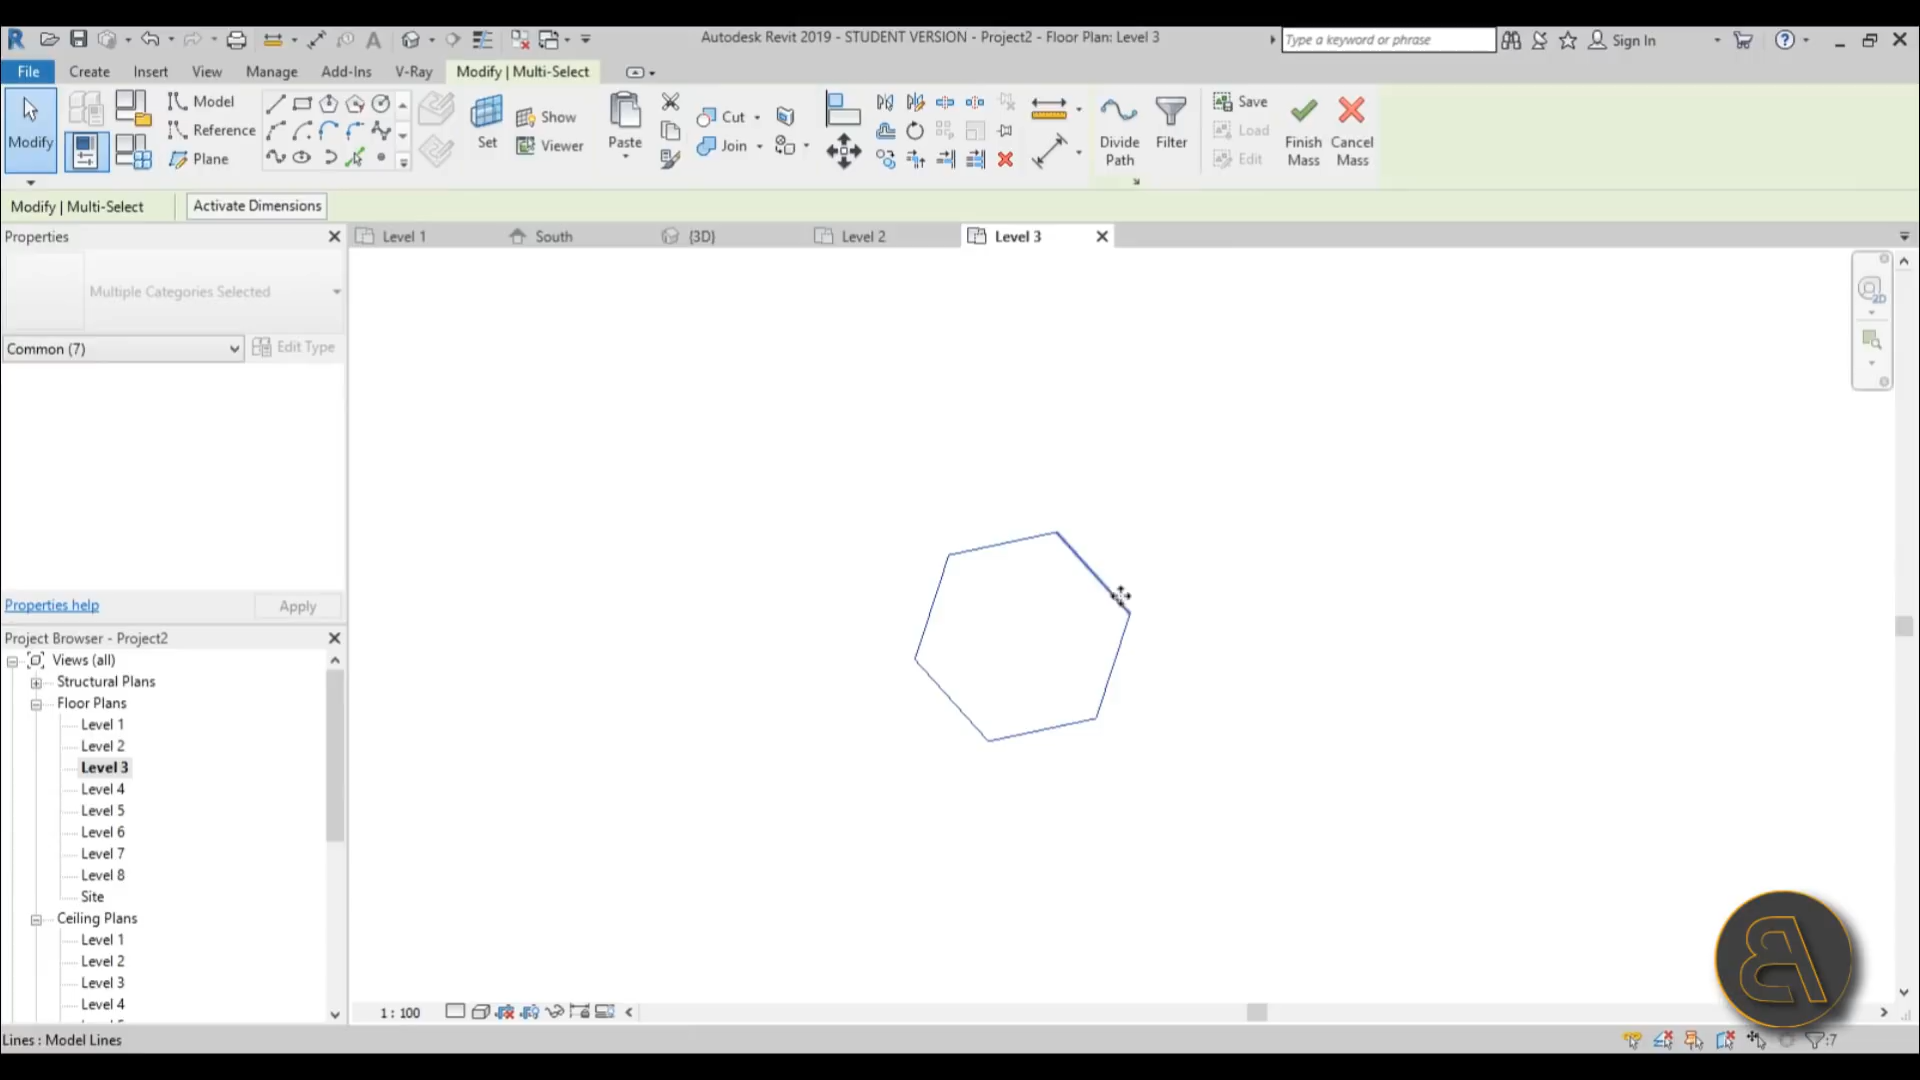 Autodesk Revit 2019 - STUDENT VERSION - Project2 - Floor Plan: Level 3
Type a keyword or phrase
Sign In
File Create Insert View Manage Add-Ins V-Ray Modify | Multi-Select
Modify
Model
Reference
Plane
Set
Show
Viewer
Paste
Cut
Join
Divide Path
Filter
Save
Load
Edit
Finish Mass
Cancel Mass
Modify | Multi-Select Activate Dimensions
Properties
Level 1 South {3D} Level 2 Level 3
Multiple Categories Selected
Common (7) Edit Type
Properties help Apply
Project Browser - Project2
Views (all)
Structural Plans
Floor Plans
Level 1
Level 2
Level 3
Level 4
Level 5
Level 6
Level 7
Level 8
Site
Ceiling Plans
Level 1
Level 2
Level 3
Level 4
1 : 100
Lines : Model Lines
:7
2D